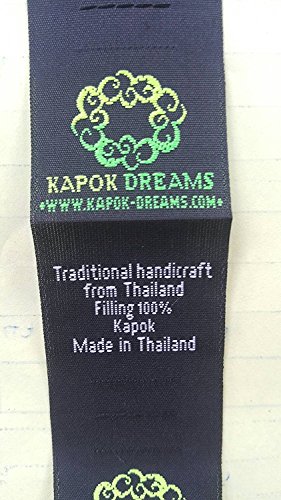 KAPOK DREAMS
•WWW.KAPOK-DREAMS.COM•
Traditional handicraft
from Thailand
Filling 100%
Kapok
Made in Thailand